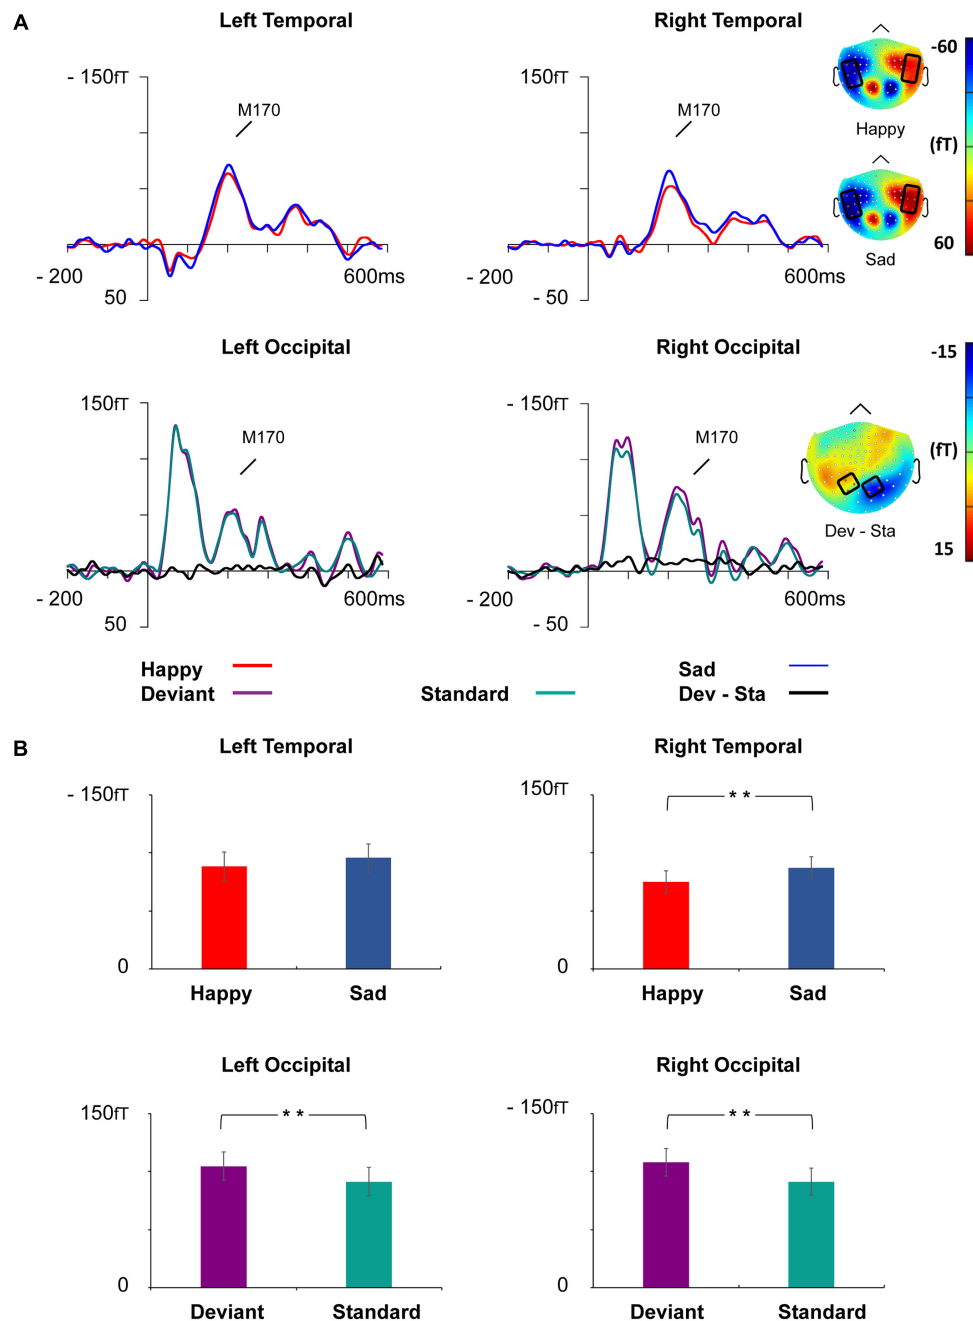 A
Left Temporal
Right Temporal
- 150fT
150fT
M170
M170
- 200
600ms
50
- 200
600ms
- 50
Happy
Sad
-60
(fT)
60
Left Occipital
Right Occipital
150fT
- 150fT
M170
M170
- 200
600ms
50
- 200
600ms
- 50
Dev - Sta
-15
(fT)
15
Happy
Sad
Deviant
Standard
Dev - Sta
B
Left Temporal
Right Temporal
- 150fT
0
Happy
Sad
150fT
* *
0
Happy
Sad
Left Occipital
Right Occipital
150fT
* *
0
Deviant
Standard
- 150fT
* *
0
Deviant
Standard